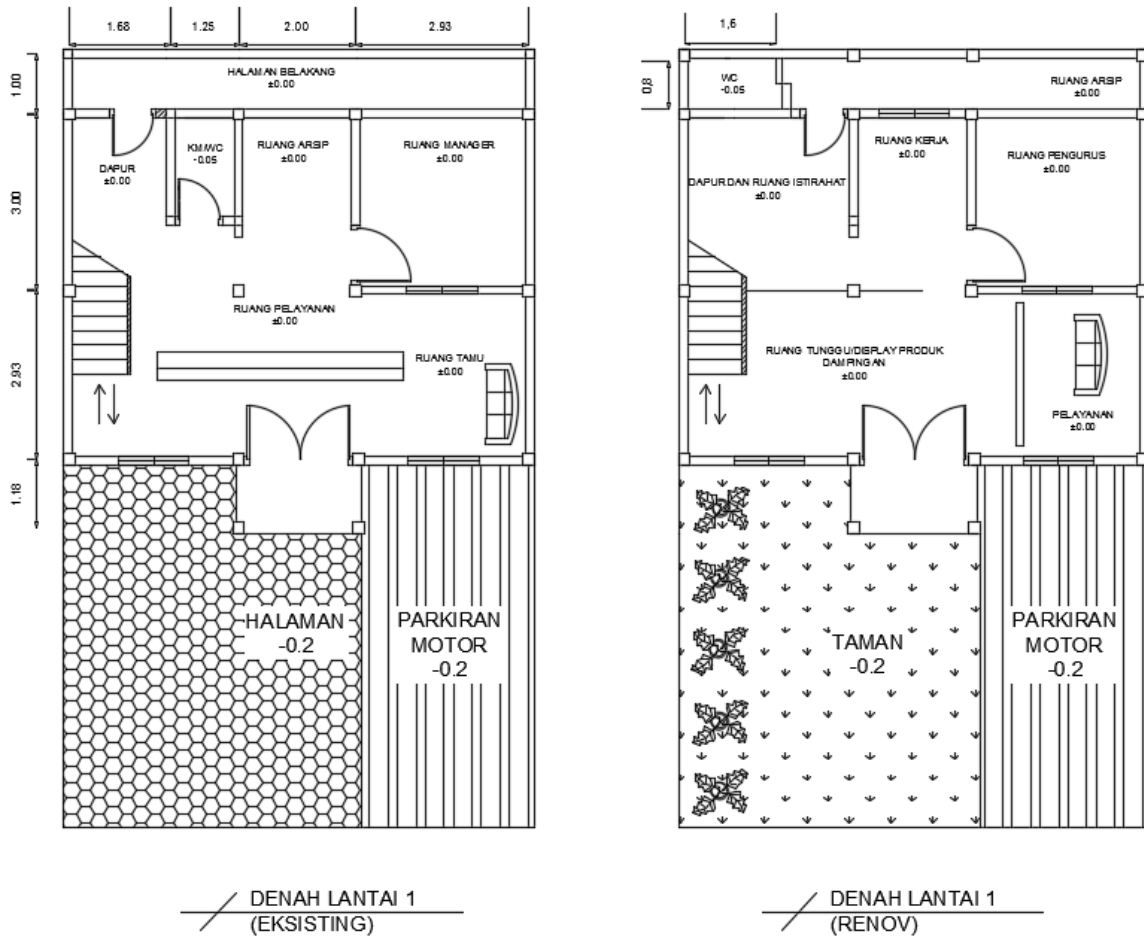 1.68
1.25
2.00
2.93
1.00
3.00
2.93
1.18
HALAMAN BELAKANG
±0.00
DAPUR
±0.00
KM/WC
-0.05
RUANG ARSIP
±0.00
RUANG MANAGER
±0.00
RUANG PELAYANAN
±0.00
RUANG TAMU
±0.00
HALAMAN
-0.2
PARKIRAN
MOTOR
-0.2
DENAH LANTAI 1
(EKSISTING)
1,6
0,8
WC
-0.05
RUANG ARSIP
±0.00
RUANG KERJA
±0.00
RUANG PENGURUS
±0.00
DAPUR DAN RUANG ISTIRAHAT
±0.00
RUANG TUNGGU/DISPLAY PRODUK
DAMPINGAN
±0.00
PELAYANAN
±0.00
TAMAN
-0.2
PARKIRAN
MOTOR
-0.2
DENAH LANTAI 1
(RENOV)